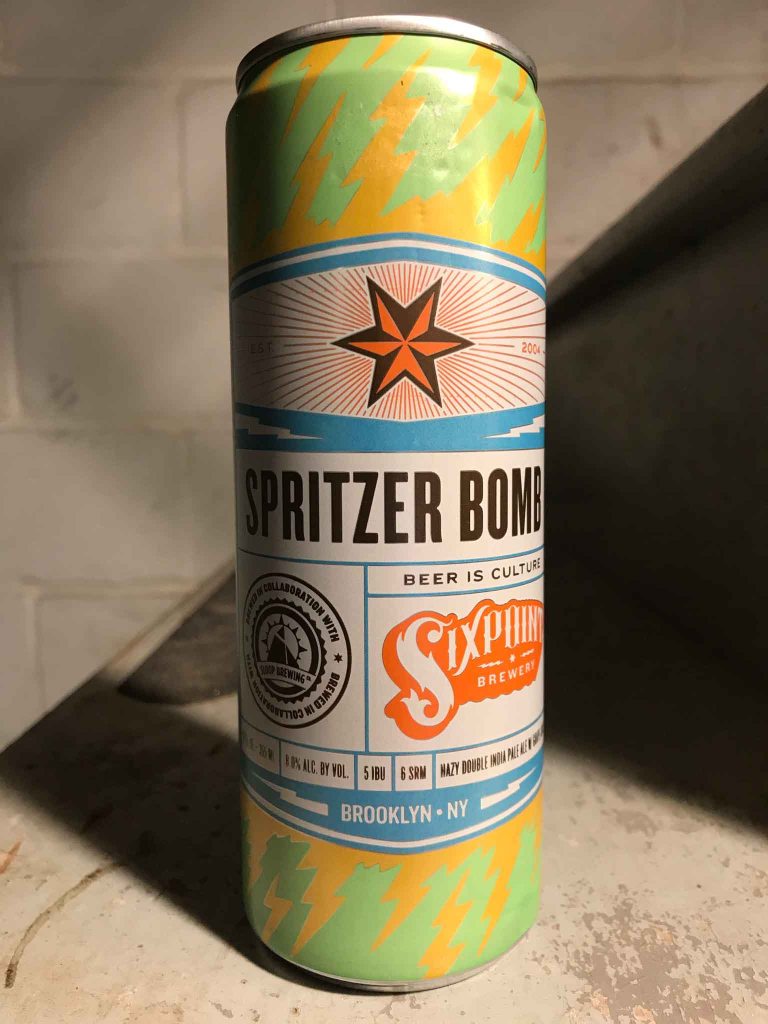 EST.
2004
SPRITZER BOMB
BEER IS CULTURE
BREWED IN COLLABORATION WITH
BREWED IN COLLABORATION WITH
SLOOP BREWING CO.
SIXPOINT
BREWERY
8.0% ALC. BY VOL.
5 IBU
6 SRM
HAZY DOUBLE INDIA PALE ALE W
BROOKLYN • NY